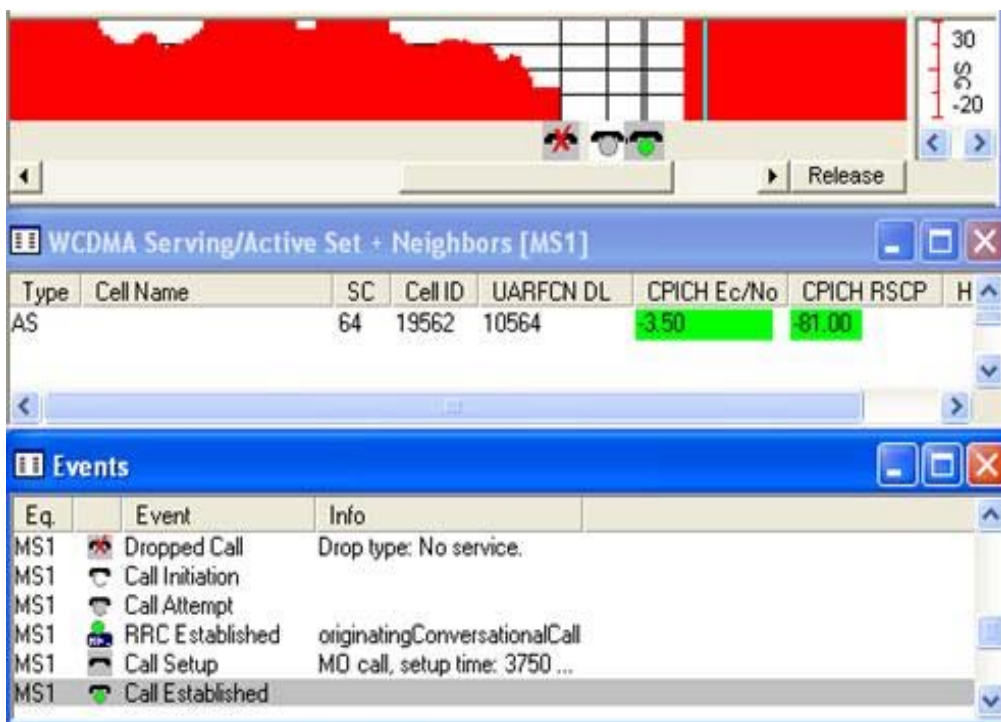 30
SC
-20
Release
WCDMA Serving/Active Set + Neighbors [MS1]
Type Cell Name SC Cell ID UARFCN DL CPICH Ec/No CPICH RSCP H
AS 64 19562 10564 -3.50 -81.00
Events
Eq. Event Info
MS1 Dropped Call Drop type: No service.
MS1 Call Initiation
MS1 Call Attempt
MS1 RRC Established originatingConversationalCall
MS1 Call Setup MO call, setup time: 3750 ...
MS1 Call Established